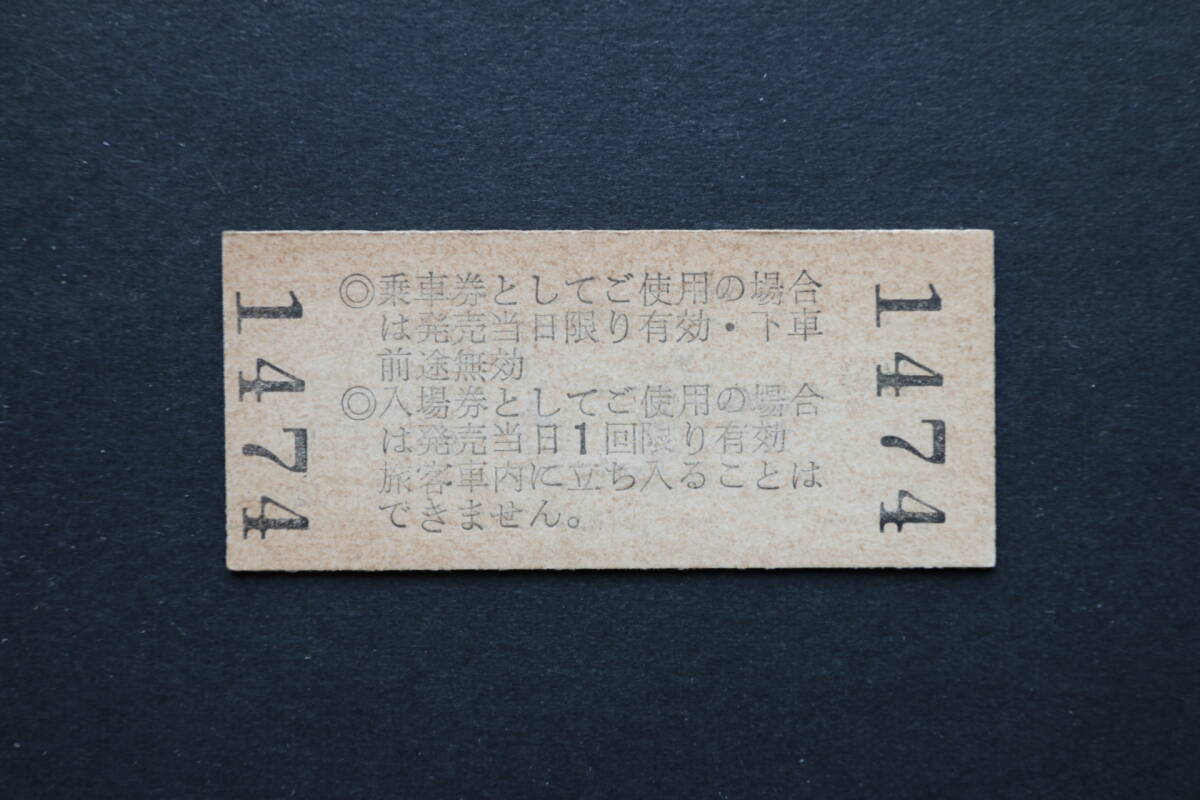 1474
◎乗車券としてご使用の場合
は発売当日限り有効・下車
前途無効
◎入場券としてご使用の場合
は発売当日1回限り有効
旅客車内に立ち入ることは
できません。
1474